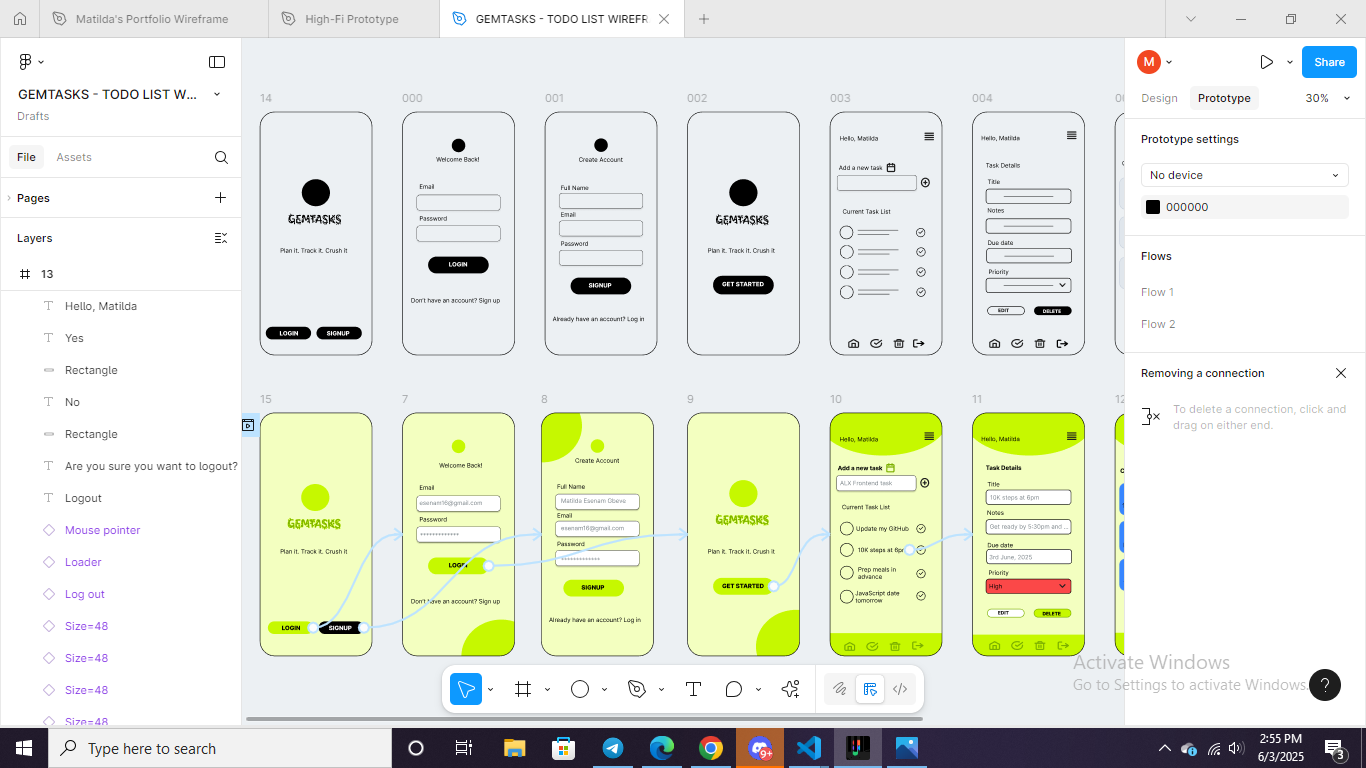 Matilda's Portfolio Wireframe
High-Fi Prototype
GEMTASKS - TODO LIST WIREFR
GEMTASKS - TODO LIST W...
Drafts
File
Assets
Pages
Layers
13
Hello, Matilda
Yes
Rectangle
No
Rectangle
Are you sure you want to logout?
Logout
Mouse pointer
Loader
Log out
Size=48
Size=48
Size=48
Size=48
14
GEMTASKS
Plan it. Track it. Crush it
LOGIN
SIGNUP
000
Welcome Back!
Email
Password
LOGIN
Don't have an account? Sign up
001
Create Account
Full Name
Email
Password
SIGNUP
Already have an account? Log in
002
GEMTASKS
Plan it. Track it. Crush it
GET STARTED
003
Hello, Matilda
Add a new task
Current Task List
004
Hello, Matilda
Task Details
Title
Notes
Due date
Priority
EDIT
DELETE
15
GEMTASKS
Plan it. Track it. Crush it
LOGIN
SIGNUP
7
Welcome Back!
Email
esenam16@gmail.com
Password
*************
LOGIN
Don't have an account? Sign up
8
Create Account
Full Name
Matilda Esenam Gbeve
Email
esenam16@gmail.com
Password
*************
SIGNUP
Already have an account? Log in
9
GEMTASKS
Plan it. Track it. Crush it
GET STARTED
10
Hello, Matilda
Add a new task
ALX Frontend task
Current Task List
Update my GitHub
10K steps at 6pm
Prep meals in
advance
JavaScript date
tomorrow
11
Hello, Matilda
Task Details
Title
10K steps at 6pm
Notes
Get ready by 5:30pm and ...
Due date
3rd June, 2025
Priority
High
EDIT
DELETE
12
M
Share
Design
Prototype
30%
Prototype settings
No device
000000
Flows
Flow 1
Flow 2
Removing a connection
To delete a connection, click and
drag on either end.
Activate Windows
Go to Settings to activate Windows.
?
Type here to search
9+
2:55 PM
6/3/2025
3